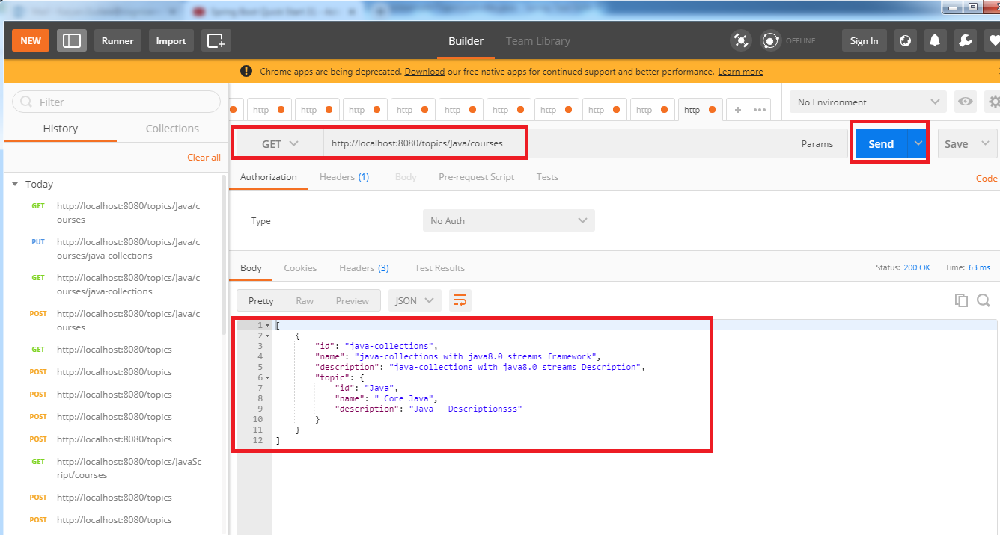 Spring Boot Quick Start
NEW Runner Import Builder Team Library OFFLINE Sign In
! Chrome apps are being deprecated. Download our free native apps for continued support and better performance. Learn more
Filter
History Collections
Clear all
Today
GET http://localhost:8080/topics/Java/c
ourses
PUT http://localhost:8080/topics/Java/c
ourses/java-collections
GET http://localhost:8080/topics/Java/c
ourses/java-collections
POST http://localhost:8080/topics/Java/c
ourses
GET http://localhost:8080/topics
POST http://localhost:8080/topics
POST http://localhost:8080/topics
POST http://localhost:8080/topics
POST http://localhost:8080/topics
GET http://localhost:8080/topics/JavaSc
ript/courses
POST http://localhost:8080/topics
POST http://localhost:8080/topics
http http http http http http http http http http + ••• No Environment
GET http://localhost:8080/topics/Java/courses Params Send Save
Authorization Headers (1) Body Pre-request Script Tests Code
Type No Auth
Body Cookies Headers (3) Test Results Status: 200 OK Time: 63 ms
Pretty Raw Preview JSON
1 [
2 {
3 "id": "java-collections",
4 "name": "java-collections with java8.0 streams framework",
5 "description": "java-collections with java8.0 streams Description",
6 "topic": {
7 "id": "Java",
8 "name": " Core Java",
9 "description": "Java   Descriptionsss"
10 }
11 }
12 ]